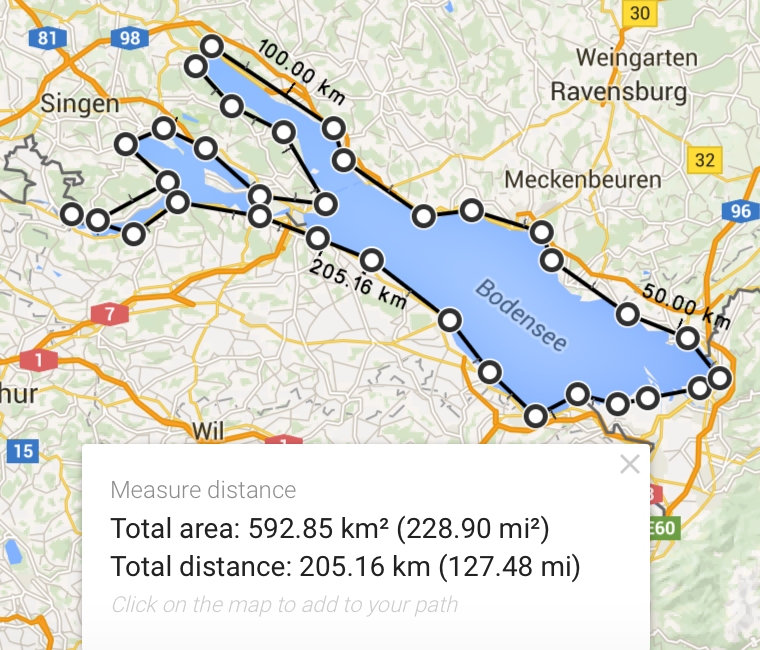 30
81
98
100.00 km
Weingarten
Ravensburg
Singen
32
Meckenbeuren
96
205.16 km
Bodensee
50.00 km
7
1
hur
Wil
15
1
E60
Measure distance
Total area: 592.85 km² (228.90 mi²)
Total distance: 205.16 km (127.48 mi)
Click on the map to add to your path